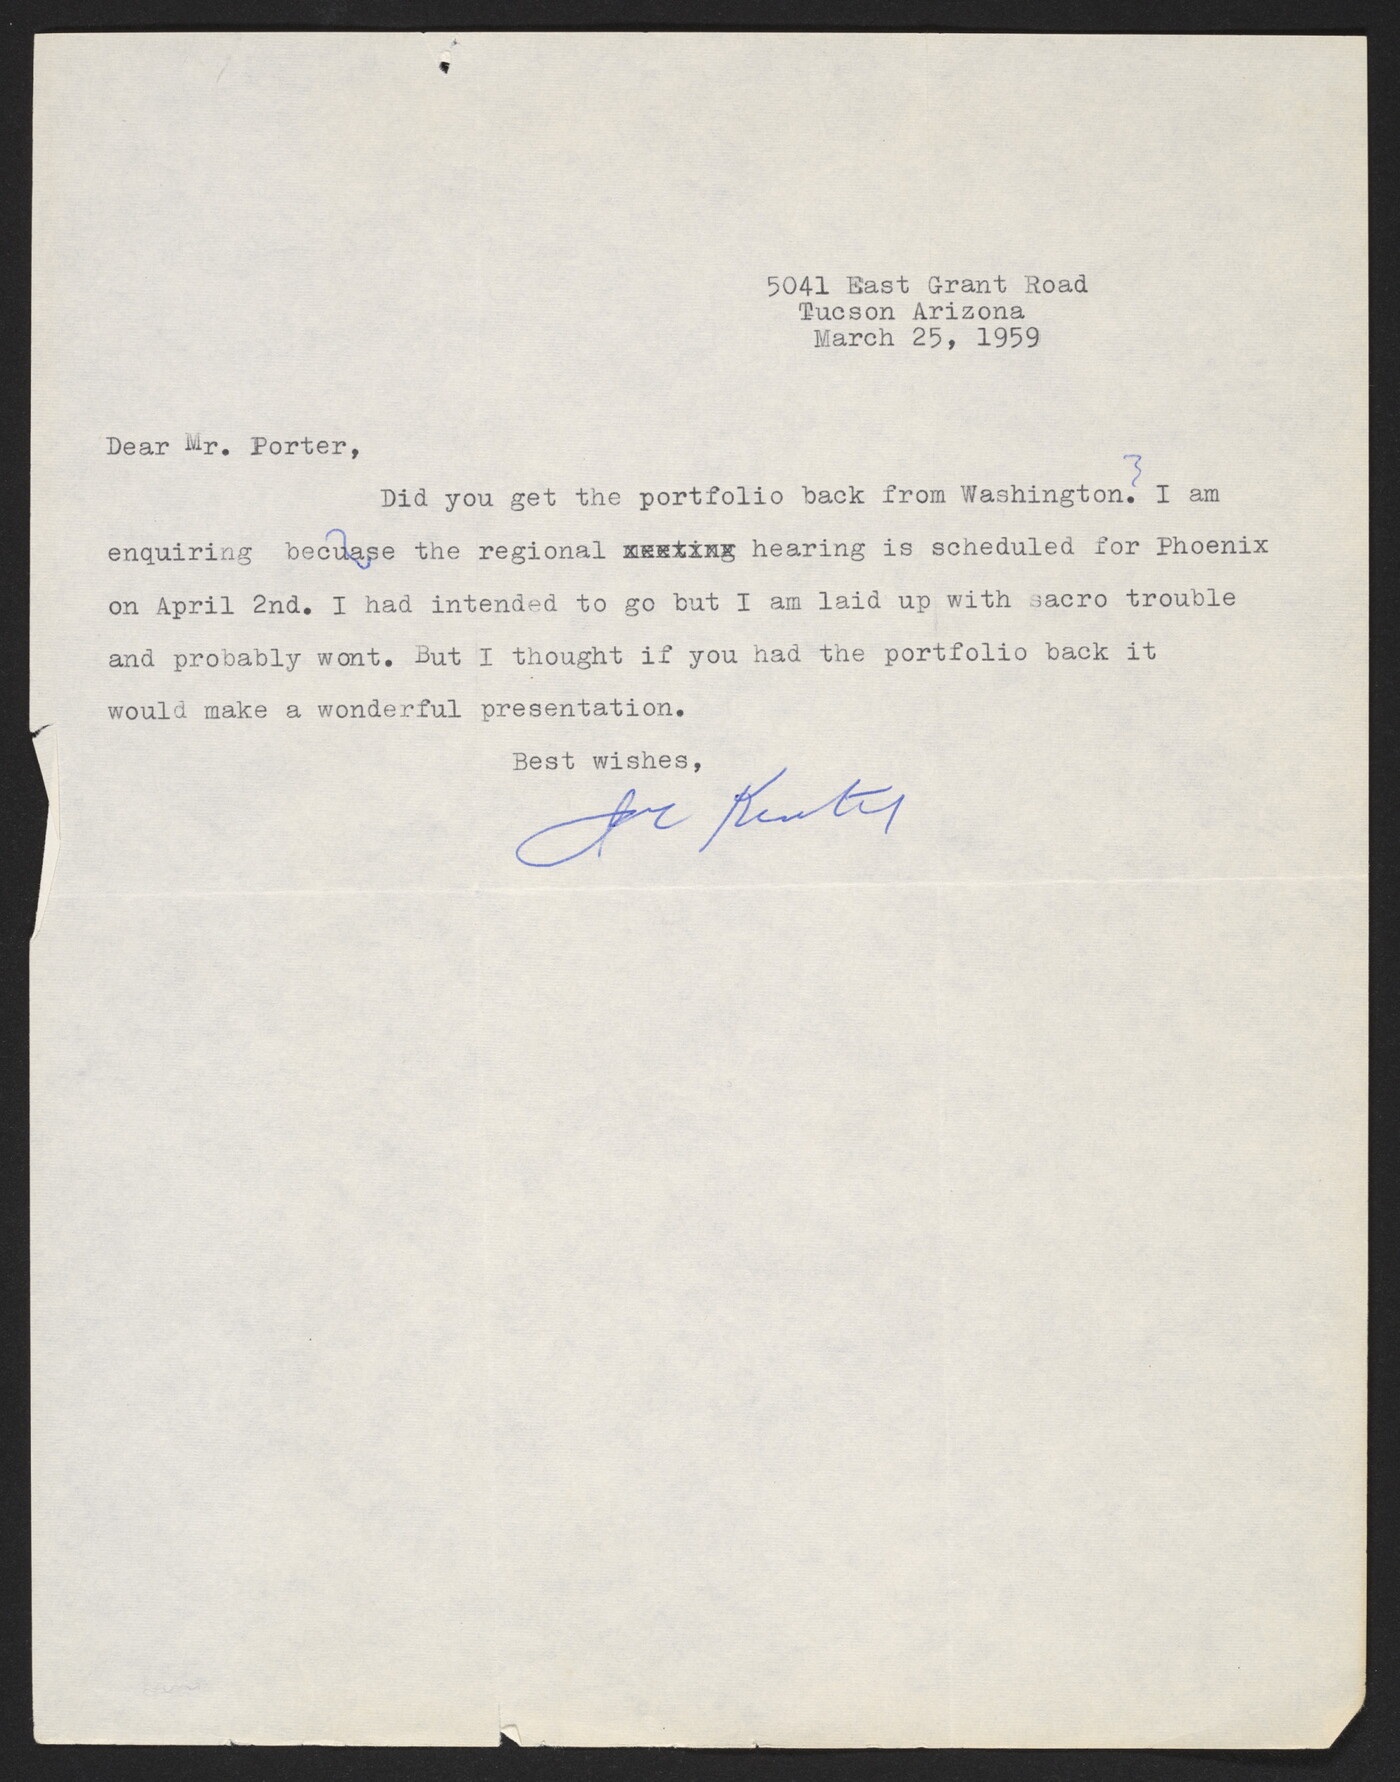 5041 East Grant Road
Tucson Arizona
March 25, 1959
Dear Mr. Porter,
Did you get the portfolio back from Washington.? I am
enquiring becuase the regional meeting hearing is scheduled for Phoenix
on April 2nd. I had intended to go but I am laid up with sacro trouble
and probably wont. But I thought if you had the portfolio back it
would make a wonderful presentation.
Best wishes,
Joe